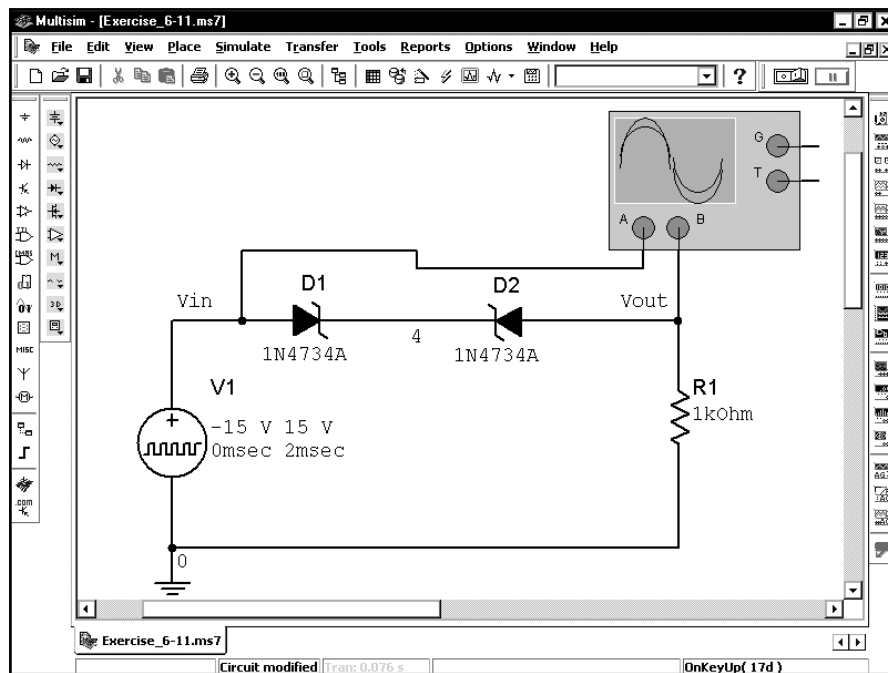 Multisim - [Exercise_6-11.ms7]
File Edit View Place Simulate Transfer Tools Reports Options Window Help
?
G
T
A B
D1 D2
Vin Vout
4
1N4734A 1N4734A
V1
R1
1kOhm
+
-15 V 15 V
0msec 2msec
0
MISC
M
.com
AG
Exercise_6-11.ms7
Circuit modified Tran: 0.076 s OnKeyUp( 17d )